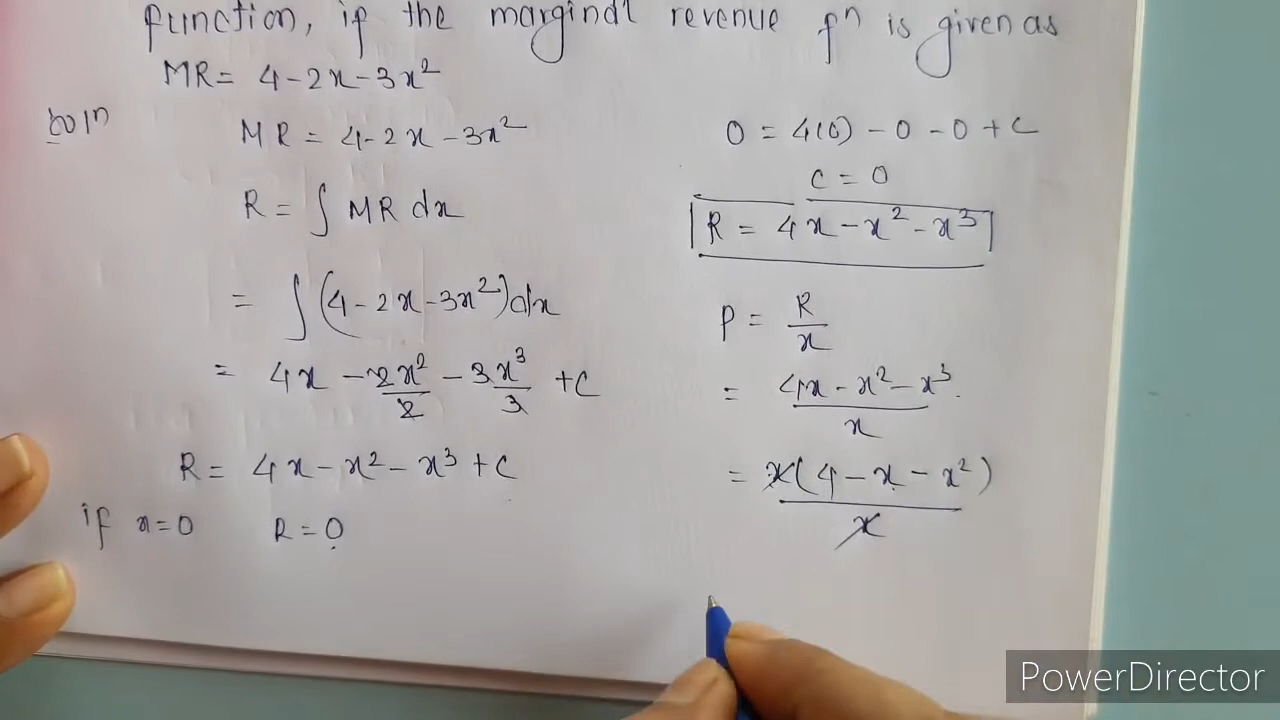 function, if the marginal revenue fⁿ is given as
MR = 4-2x-3x²
Soln
MR = 4-2x-3x²
R = ∫ MR dx
= ∫(4-2x-3x²)dx
= 4x - 2x²/2 - 3x³/3 + C
R = 4x - x² - x³ + C
if x=0 R = 0
0 = 4(0) - 0 - 0 + C
C = 0
R = 4x - x² - x³
P = R/x
= 4x - x² - x³/x
= x(4 - x - x²)/x
PowerDirector